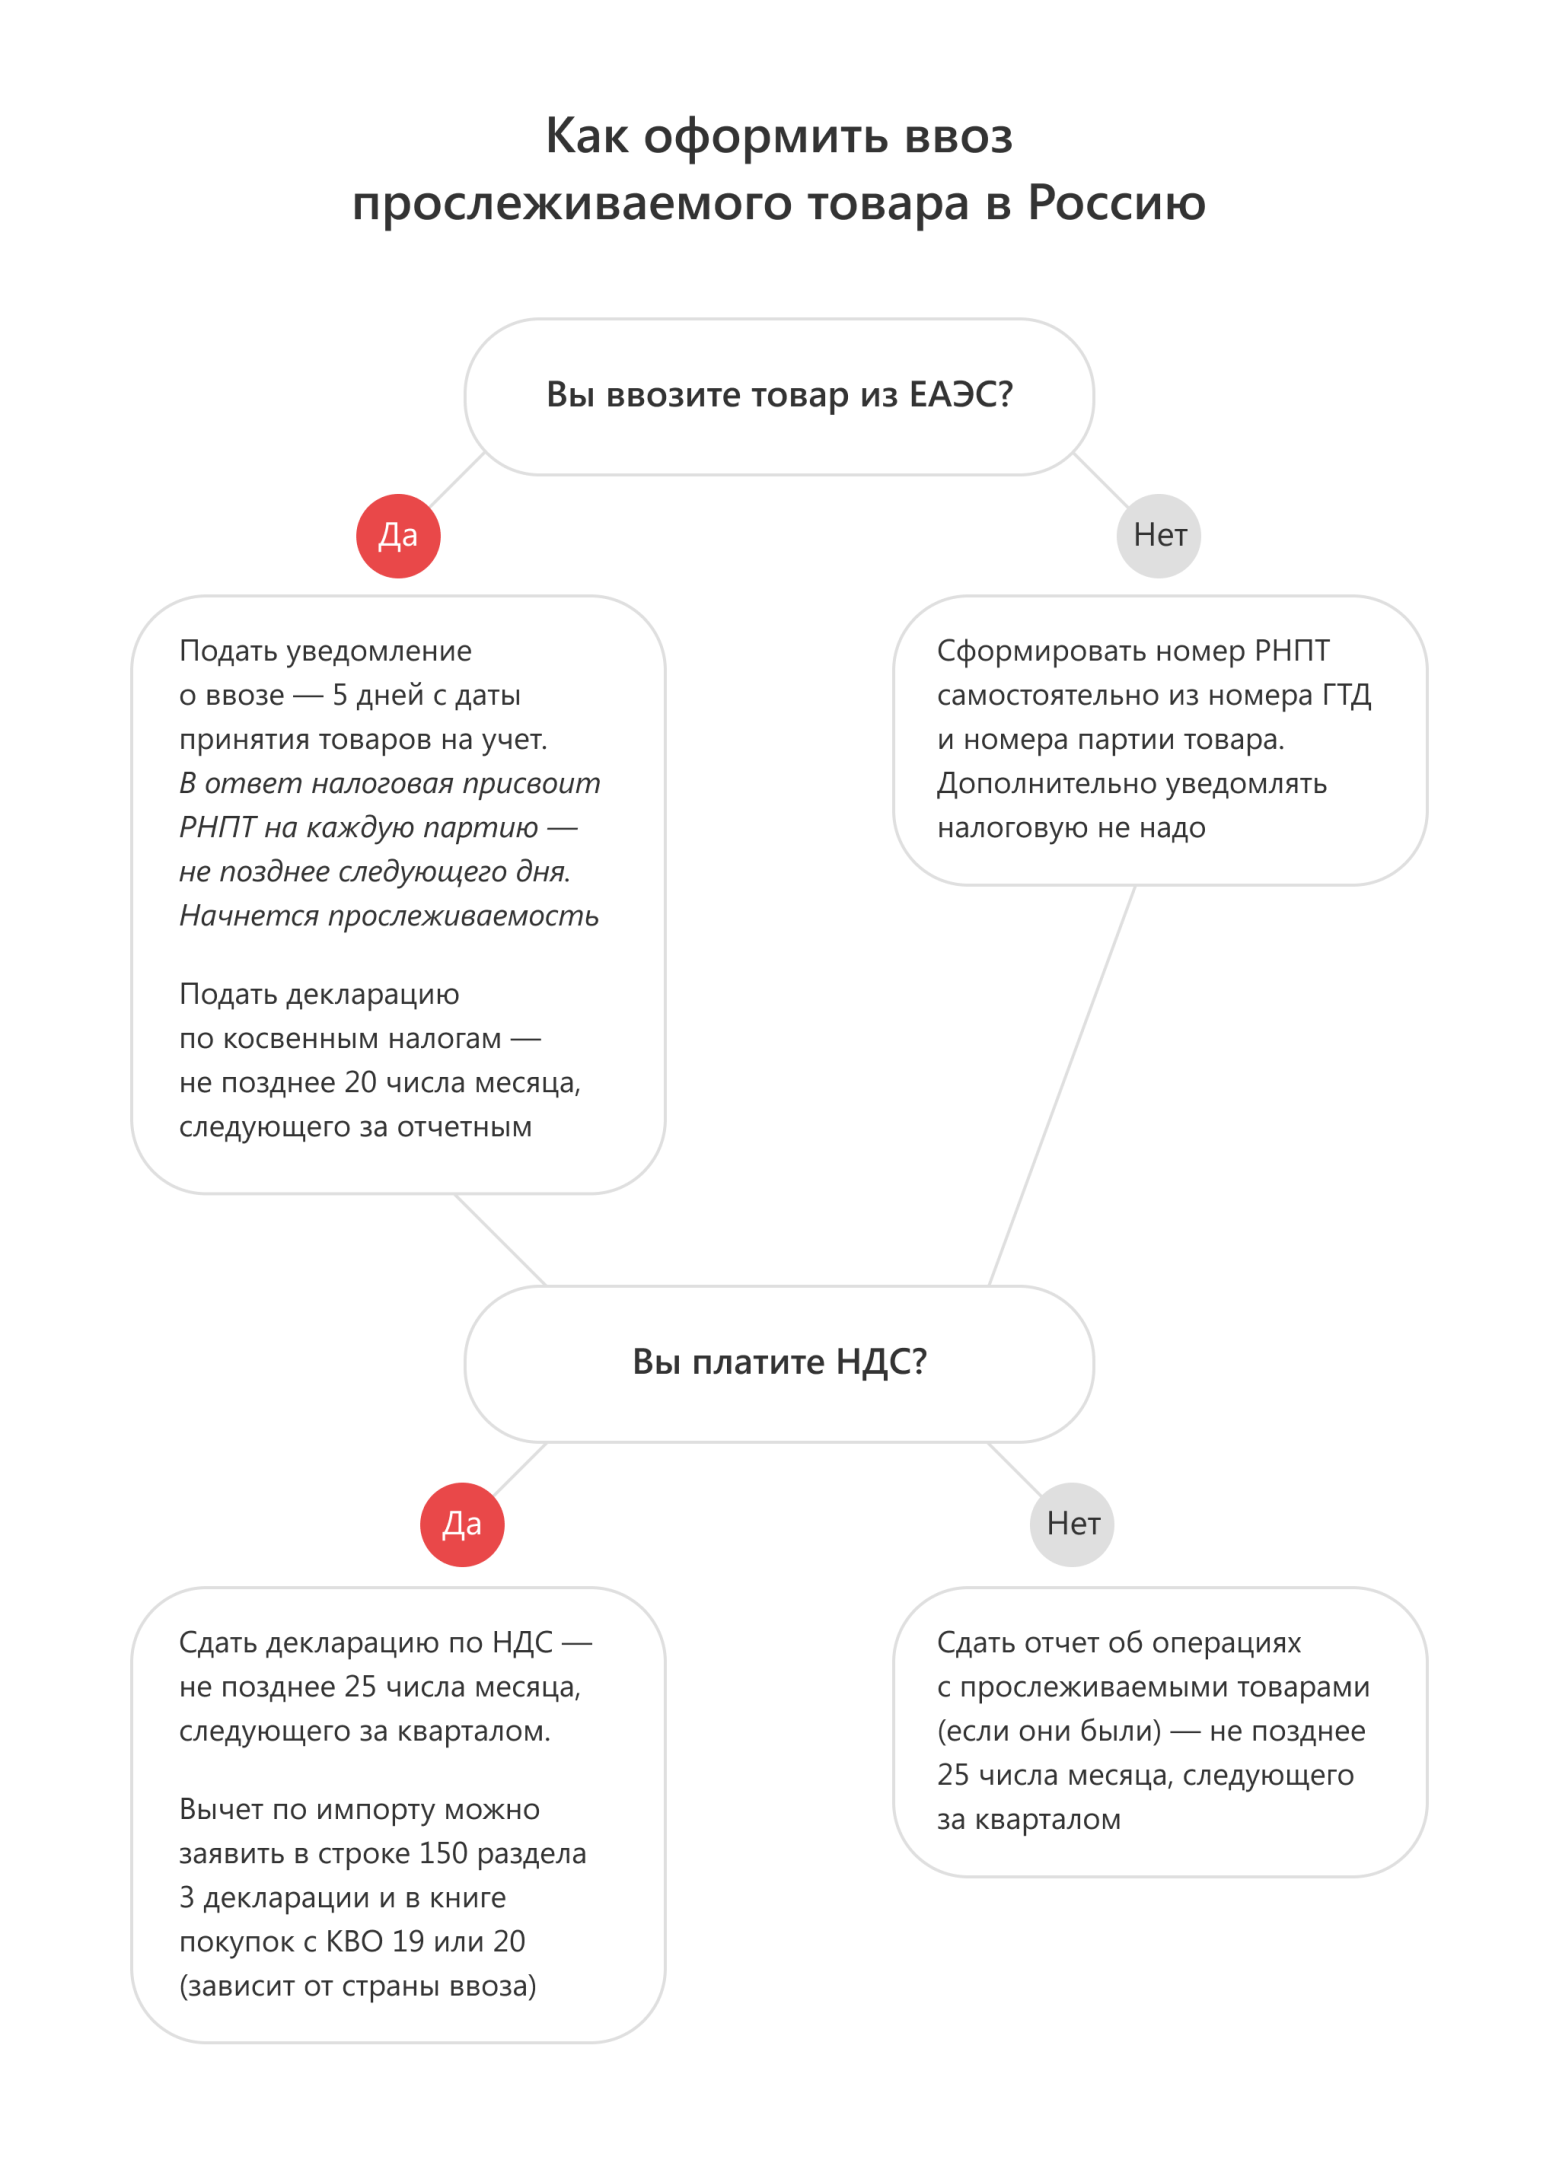 Как оформить ввоз
прослеживаемого товара в Россию
Вы ввозите товар из ЕАЭС?
Да
Нет
Подать уведомление
о ввозе — 5 дней с даты
принятия товаров на учет.
В ответ налоговая присвоит
РНПТ на каждую партию —
не позднее следующего дня.
Начнется прослеживаемость
Подать декларацию
по косвенным налогам —
не позднее 20 числа месяца,
следующего за отчетным
Сформировать номер РНПТ
самостоятельно из номера ГТД
и номера партии товара.
Дополнительно уведомлять
налоговую не надо
Вы платите НДС?
Да
Нет
Сдать декларацию по НДС —
не позднее 25 числа месяца,
следующего за кварталом.
Вычет по импорту можно
заявить в строке 150 раздела
3 декларации и в книге
покупок с КВО 19 или 20
(зависит от страны ввоза)
Сдать отчет об операциях
с прослеживаемыми товарами
(если они были) — не позднее
25 числа месяца, следующего
за кварталом